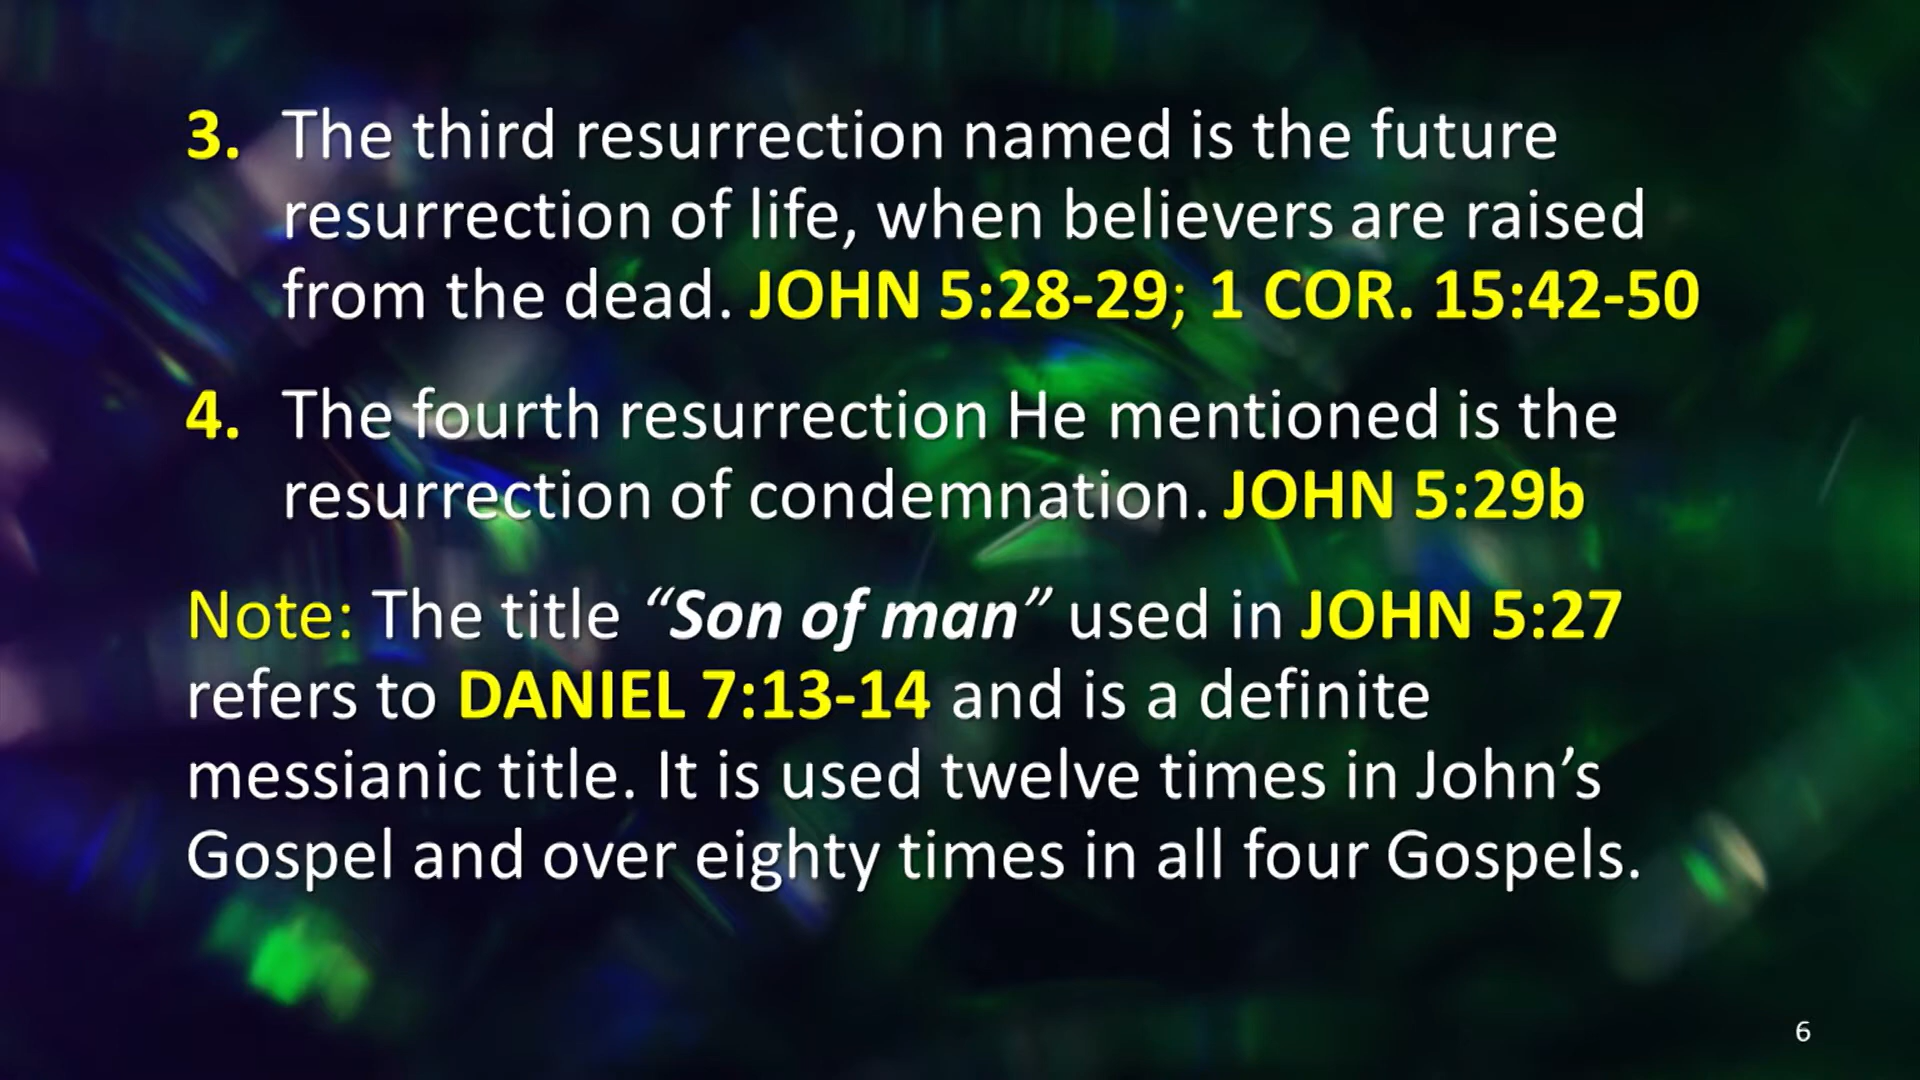 3. The third resurrection named is the future
resurrection of life, when believers are raised
from the dead. JOHN 5:28-29; 1 COR. 15:42-50
4. The fourth resurrection He mentioned is the
resurrection of condemnation. JOHN 5:29b
Note: The title “Son of man” used in JOHN 5:27
refers to DANIEL 7:13-14 and is a definite
messianic title. It is used twelve times in John’s
Gospel and over eighty times in all four Gospels.
6